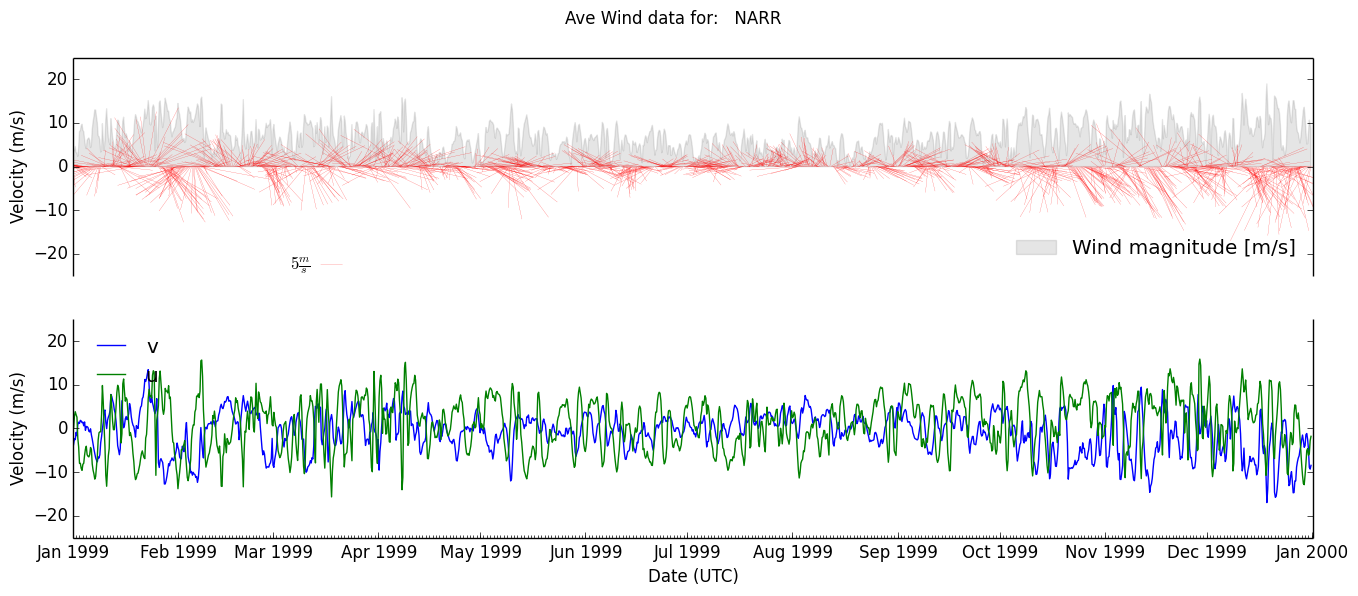 Ave Wind data for: NARR
Velocity (m/s)
20
10
0
−10
−20
5 m/s
Wind magnitude [m/s]
Velocity (m/s)
20
10
0
−10
−20
v
u
Jan 1999 Feb 1999 Mar 1999 Apr 1999 May 1999 Jun 1999 Jul 1999 Aug 1999 Sep 1999 Oct 1999 Nov 1999 Dec 1999 Jan 2000
Date (UTC)